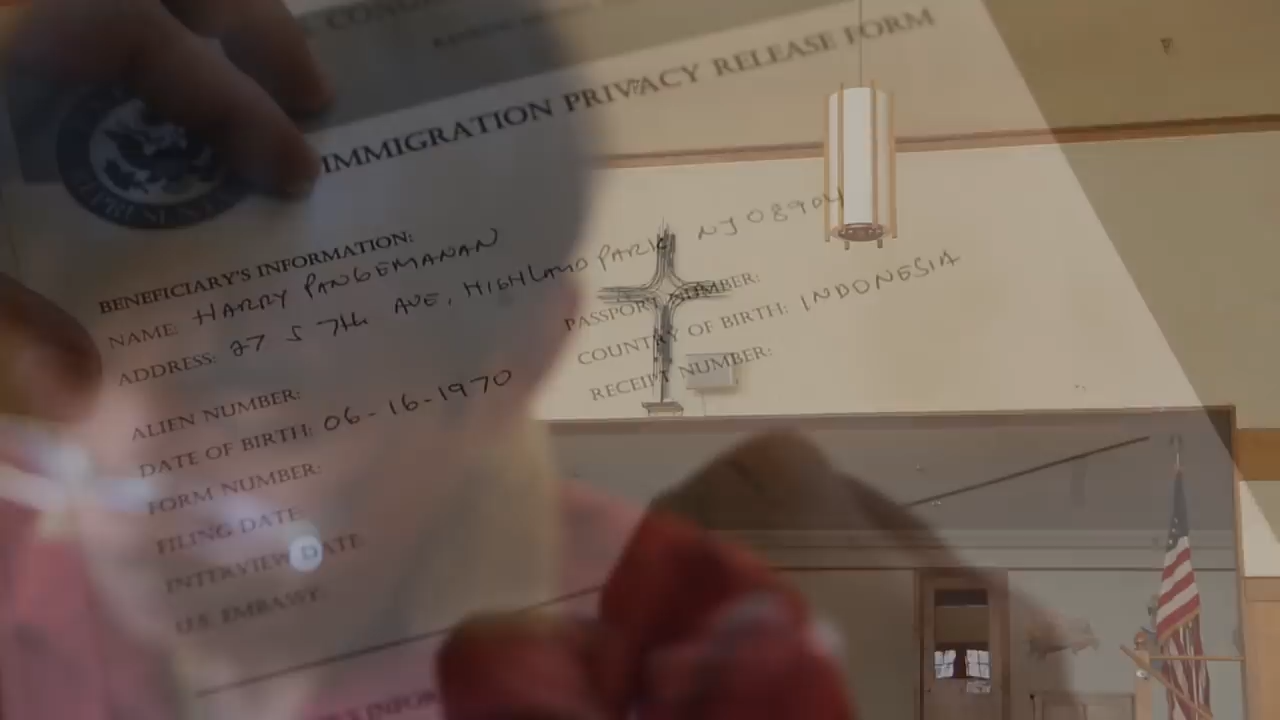 IMMIGRATION PRIVACY RELEASE FORM
BENEFICIARY'S INFORMATION:
NAME: HARRY PANGEMANAN
ADDRESS: 27 S 7th AVE, HIGHLAND PARK NJ 08904
PASSPORT NUMBER:
ALIEN NUMBER:
COUNTRY OF BIRTH: INDONESIA
DATE OF BIRTH: 06-16-1970
RECEIPT NUMBER:
FORM NUMBER:
FILING DATE:
INTERVIEW DATE
U.S. EMBASSY: